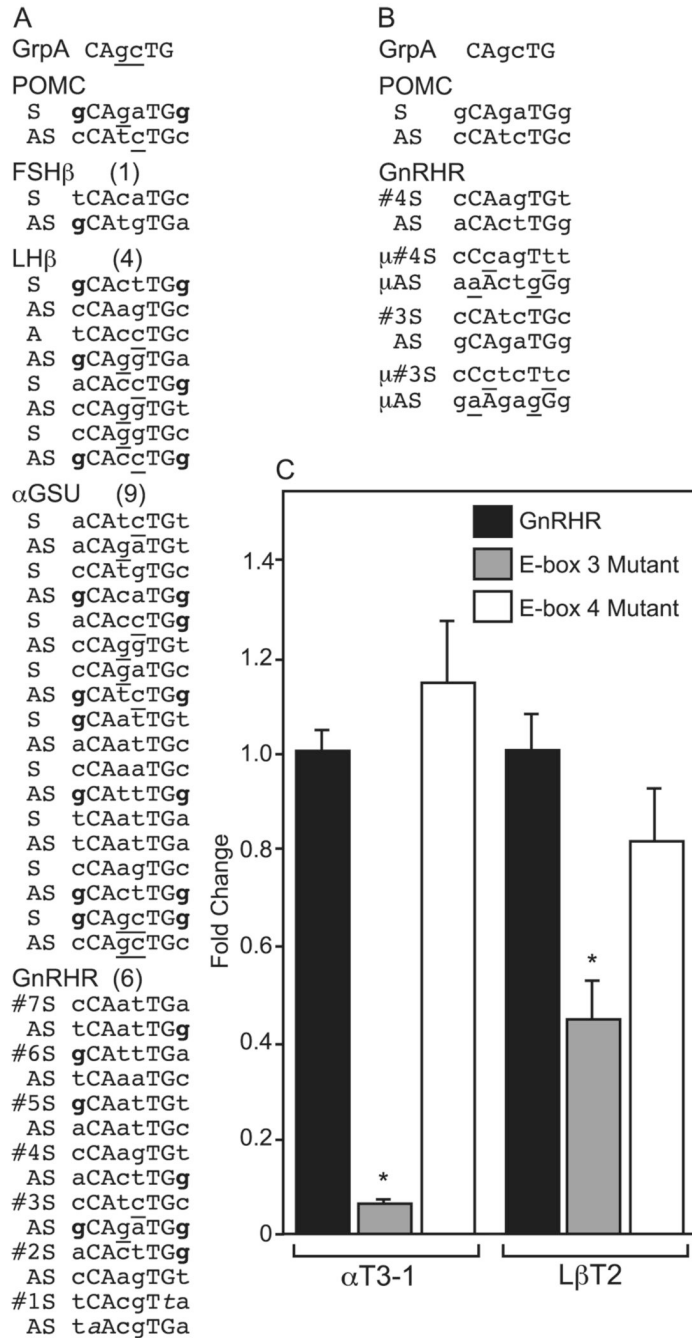 A
GrpA CAgcTG
POMC
S gCAgaTGg
AS cCAtcTGc
FSHβ (1)
S tCAcaTGc
AS gCAtgTGa
LHβ (4)
S gCActTGg
AS cCAagTGc
A tCAccTGc
AS gCAggTGa
S aCAccTGg
AS cCAggTGt
S cCAggTGc
AS gCAccTGg
αGSU (9)
S aCAtcTGt
AS aCAgaTGt
S cCAtgTGc
AS gCAcaTGg
S aCAccTGg
AS cCAggTGt
S cCAgaTGc
AS gCAtcTGg
S gCAatTGt
AS aCAatTGc
S cCAaaTGc
AS gCAttTGg
S tCAatTGa
AS tCAatTGa
S cCAagTGc
AS gCActTGg
S gCAgcTGg
AS cCAgcTGc
GnRHR (6)
#7S cCAatTGa
AS tCAatTGg
#6S gCAttTGa
AS tCAaaTGc
#5S gCAatTGt
AS aCAatTGc
#4S cCAagTGt
AS aCActTGg
#3S cCAtcTGc
AS gCAgaTGg
#2S aCActTGg
AS cCAagTGt
#1S tCAcgTta
AS taAcgTGa
B
GrpA CAgcTG
POMC
S gCAgaTGg
AS cCAtcTGc
GnRHR
#4S cCAagTGt
AS aCActTGg
μ#4S cCcagTtt
μAS aaActgGg
#3S cCAtcTGc
AS gCAgaTGg
μ#3S cCctcTtc
μAS gaAgagGg
C
GnRHR
E-box 3 Mutant
E-box 4 Mutant
Fold Change
1.4
1.2
1.0
0.8
0.6
0.4
0.2
0
*
*
αT3-1
LβT2